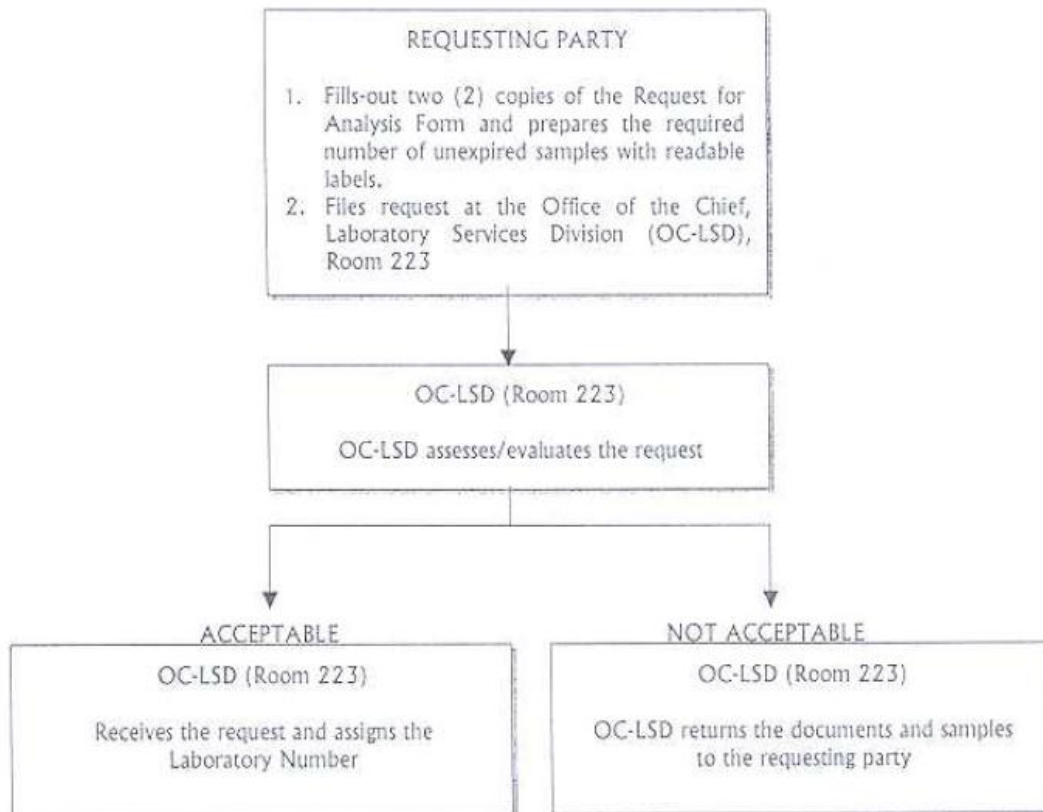 REQUESTING PARTY
1. Fills-out two (2) copies of the Request for
Analysis Form and prepares the required
number of unexpired samples with readable
labels.
2. Files request at the Office of the Chief,
Laboratory Services Division (OC-LSD),
Room 223
OC-LSD (Room 223)
OC-LSD assesses/evaluates the request
ACCEPTABLE
OC-LSD (Room 223)
Receives the request and assigns the
Laboratory Number
NOT ACCEPTABLE
OC-LSD (Room 223)
OC-LSD returns the documents and samples
to the requesting party